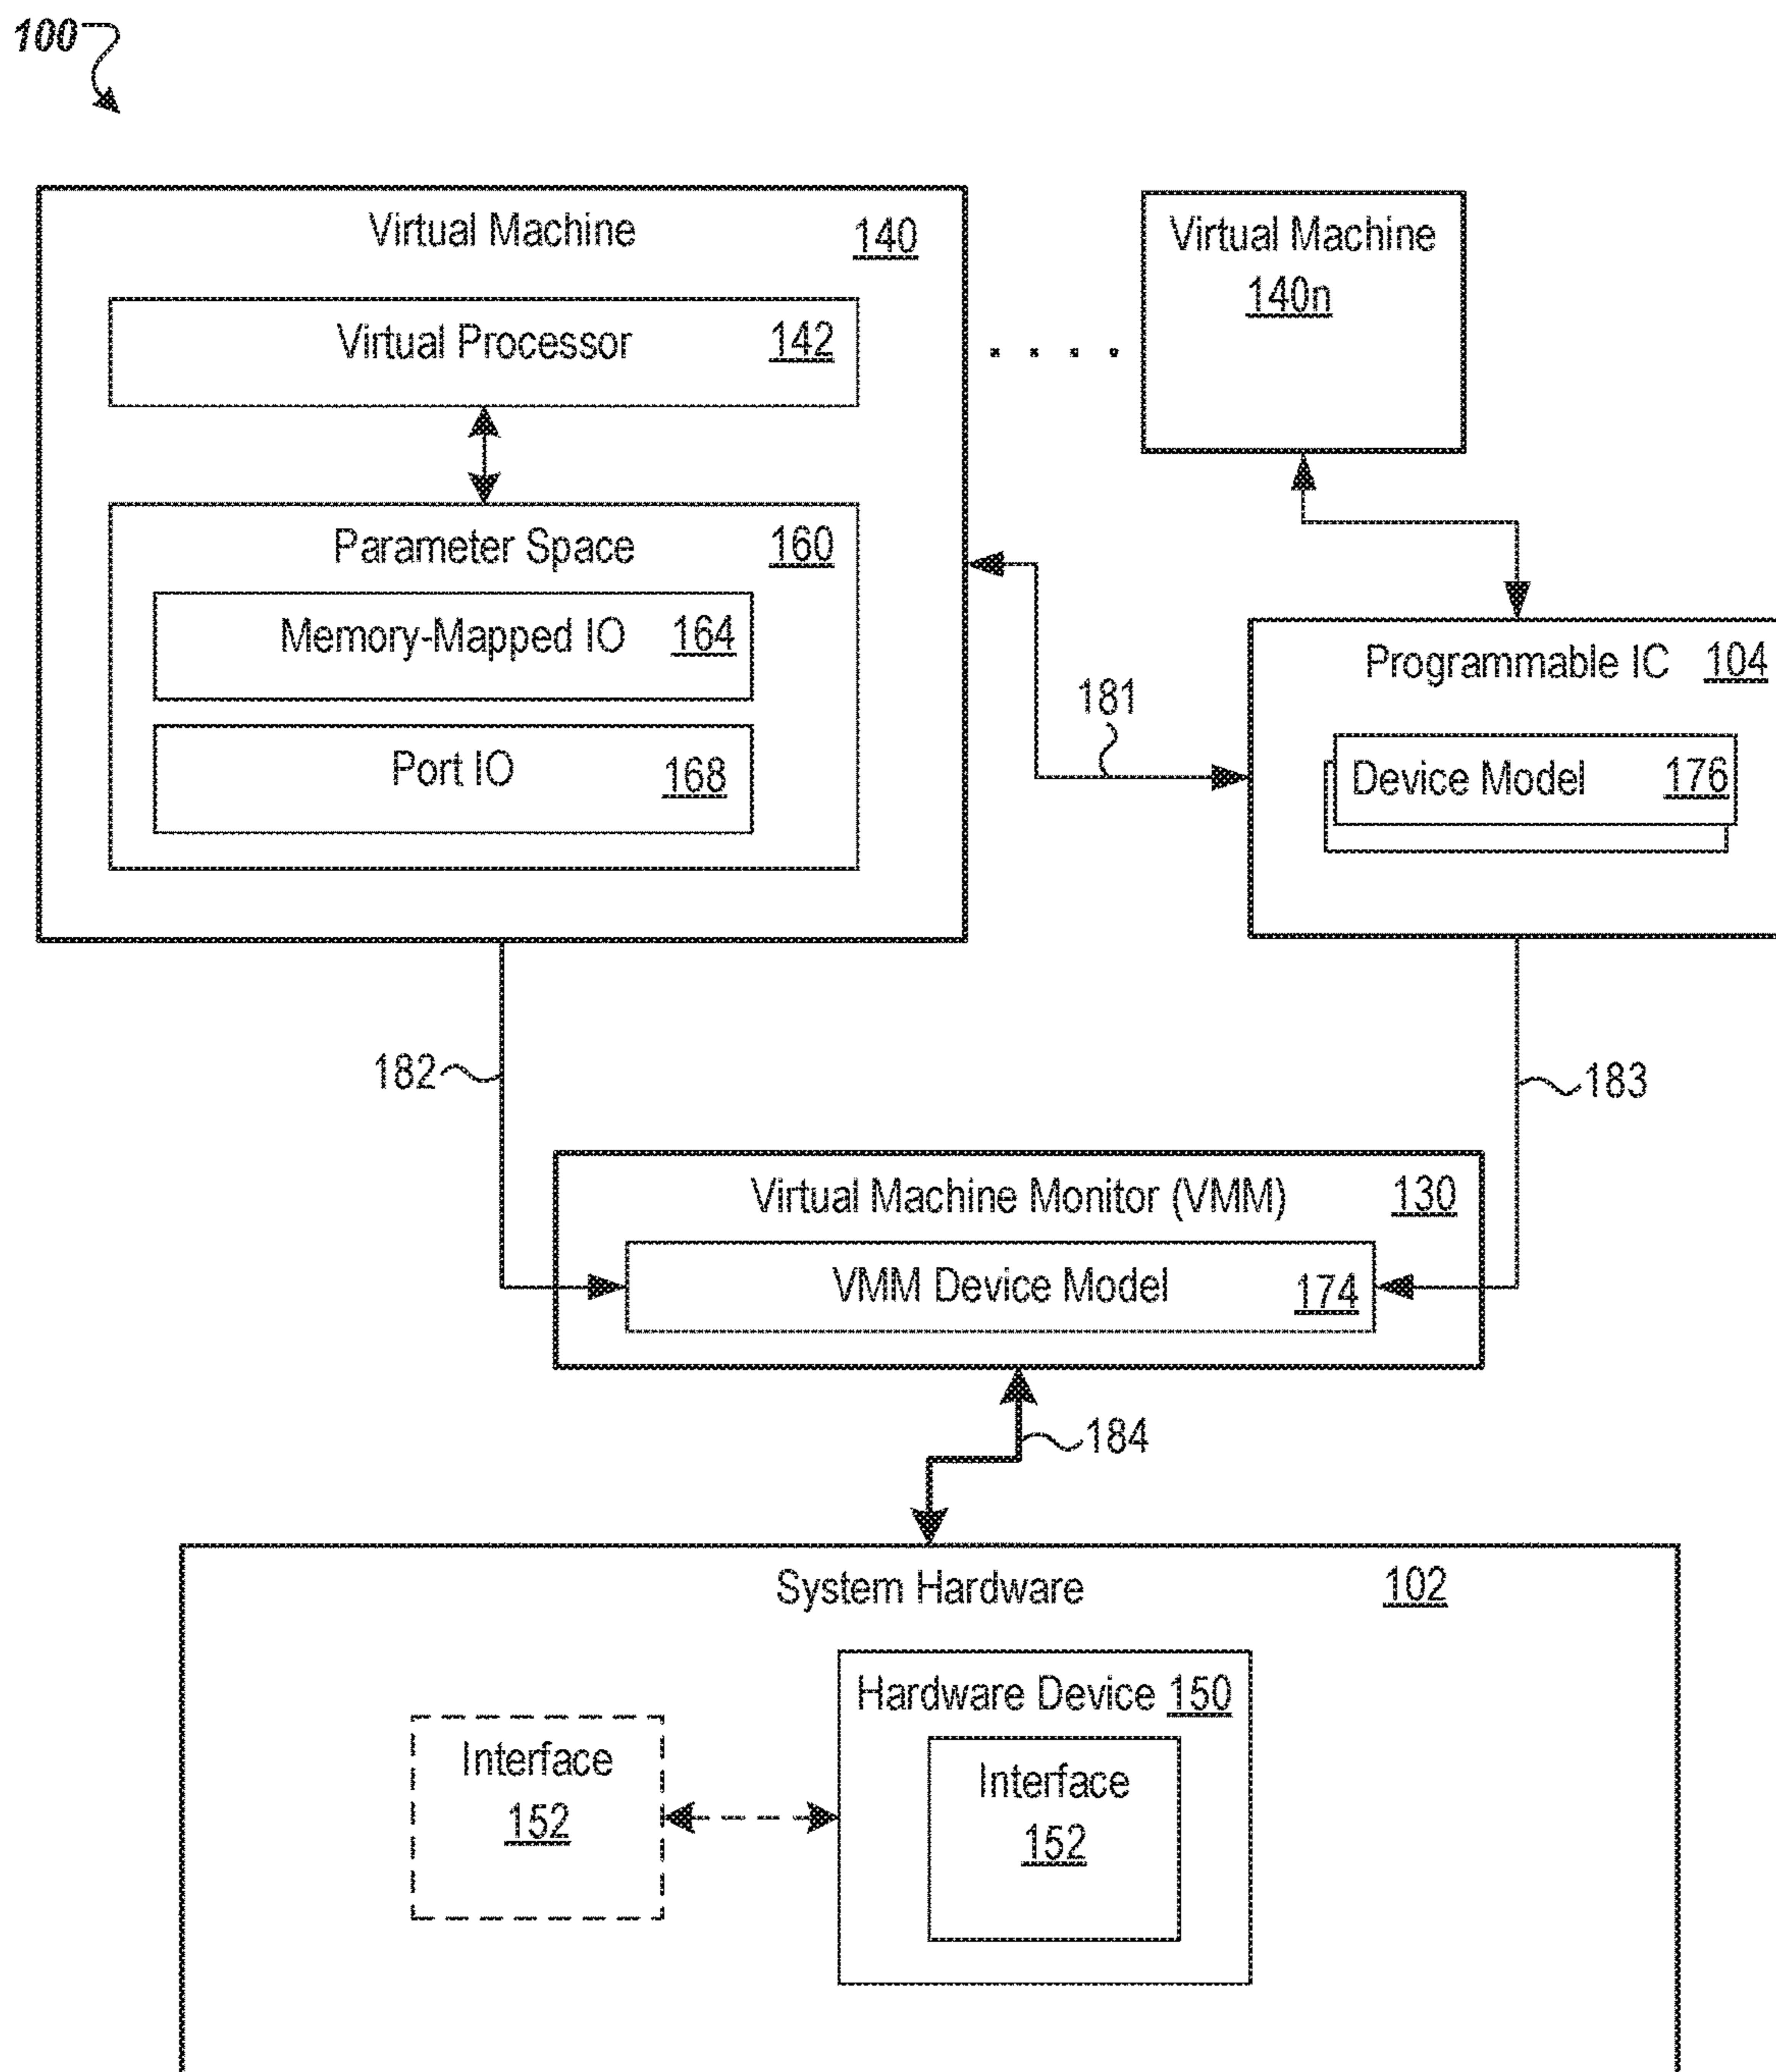 100
Virtual Machine 140
Virtual Processor 142
Parameter Space 160
Memory-Mapped IO 164
Port IO 168
Virtual Machine
140n
181
Programmable IC 104
Device Model 176
182
183
Virtual Machine Monitor (VMM) 130
VMM Device Model 174
184
System Hardware 102
Hardware Device 150
Interface
152
Interface
152